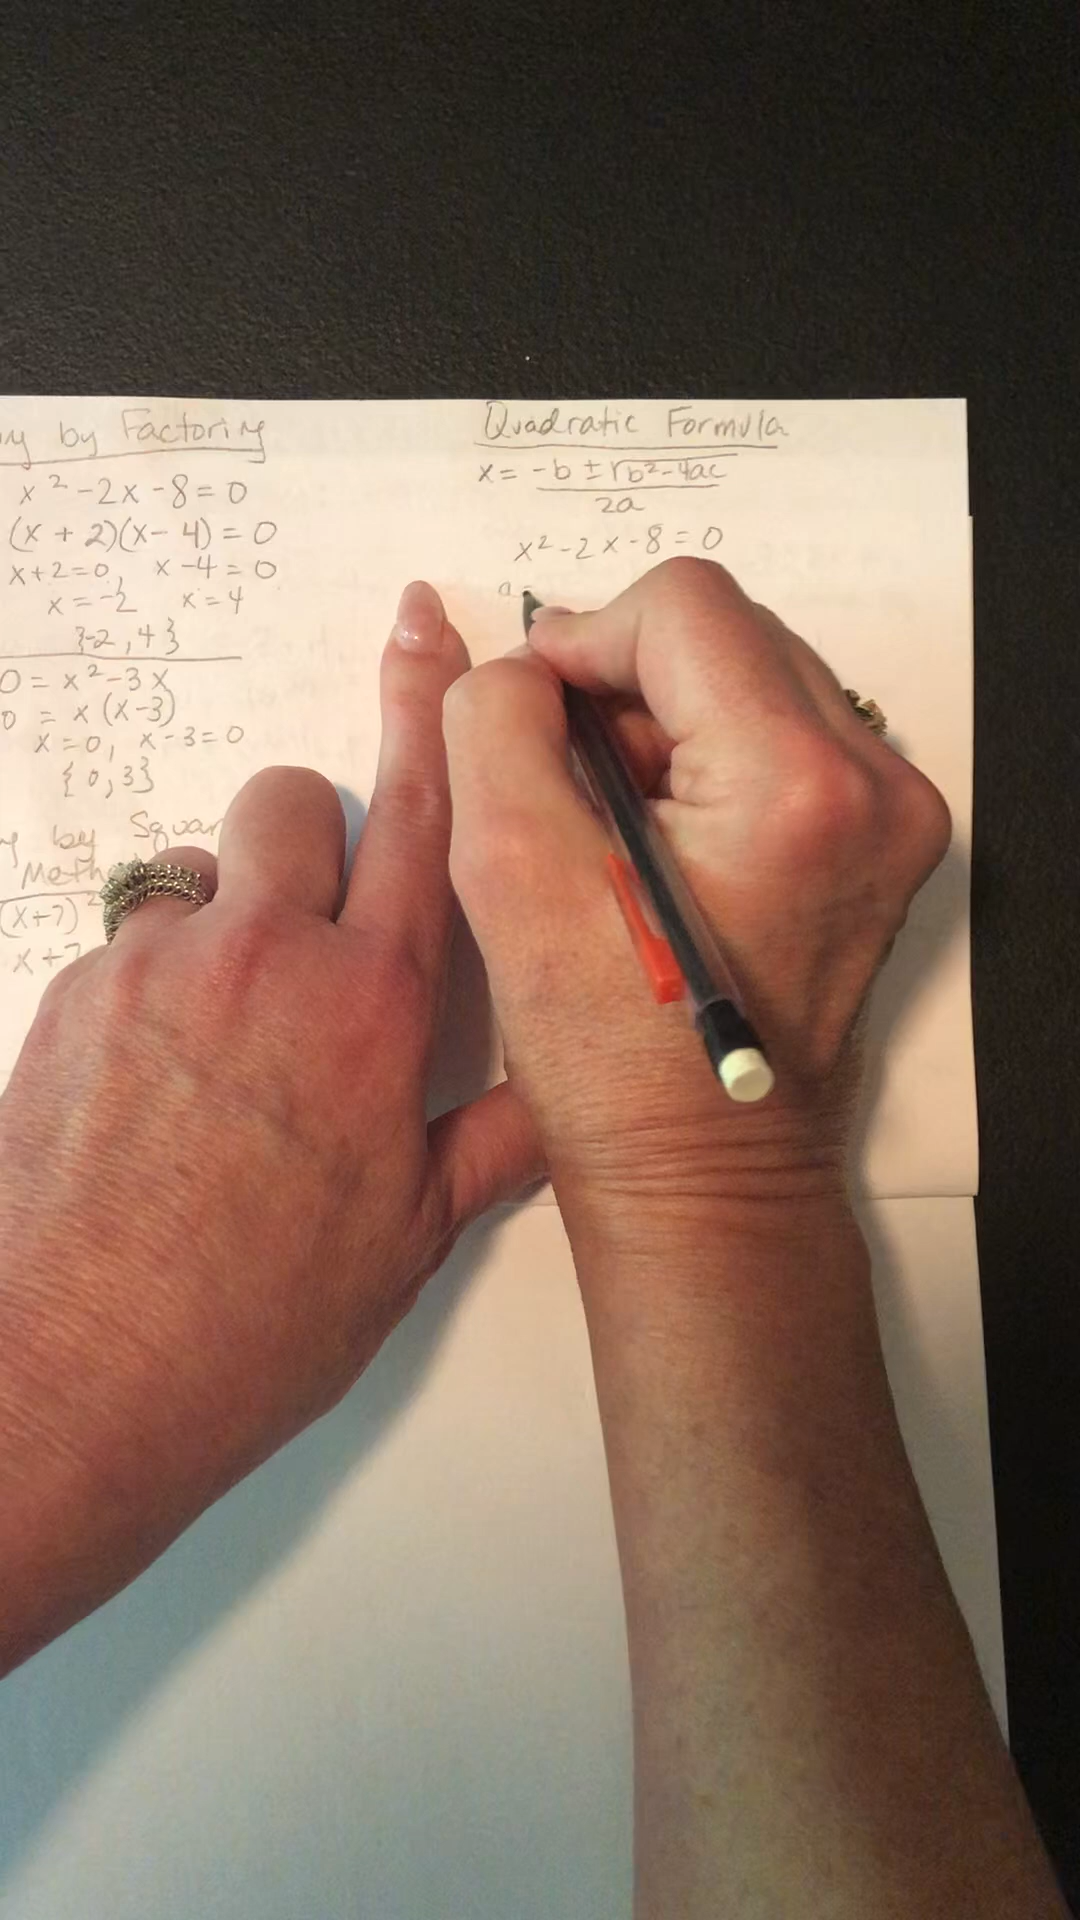 by Factoring
x² - 2x - 8 = 0
(x + 2)(x - 4) = 0
x + 2 = 0, x - 4 = 0
x = -2 x = 4
{-2, 4}
0 = x² - 3x
0 = x (x - 3)
x = 0, x - 3 = 0
{0, 3}
by Squar
Meth
(x+7)²
x + 7
Quadratic Formula
x = -b ± √b² - 4ac
2a
x² - 2x - 8 = 0
a =